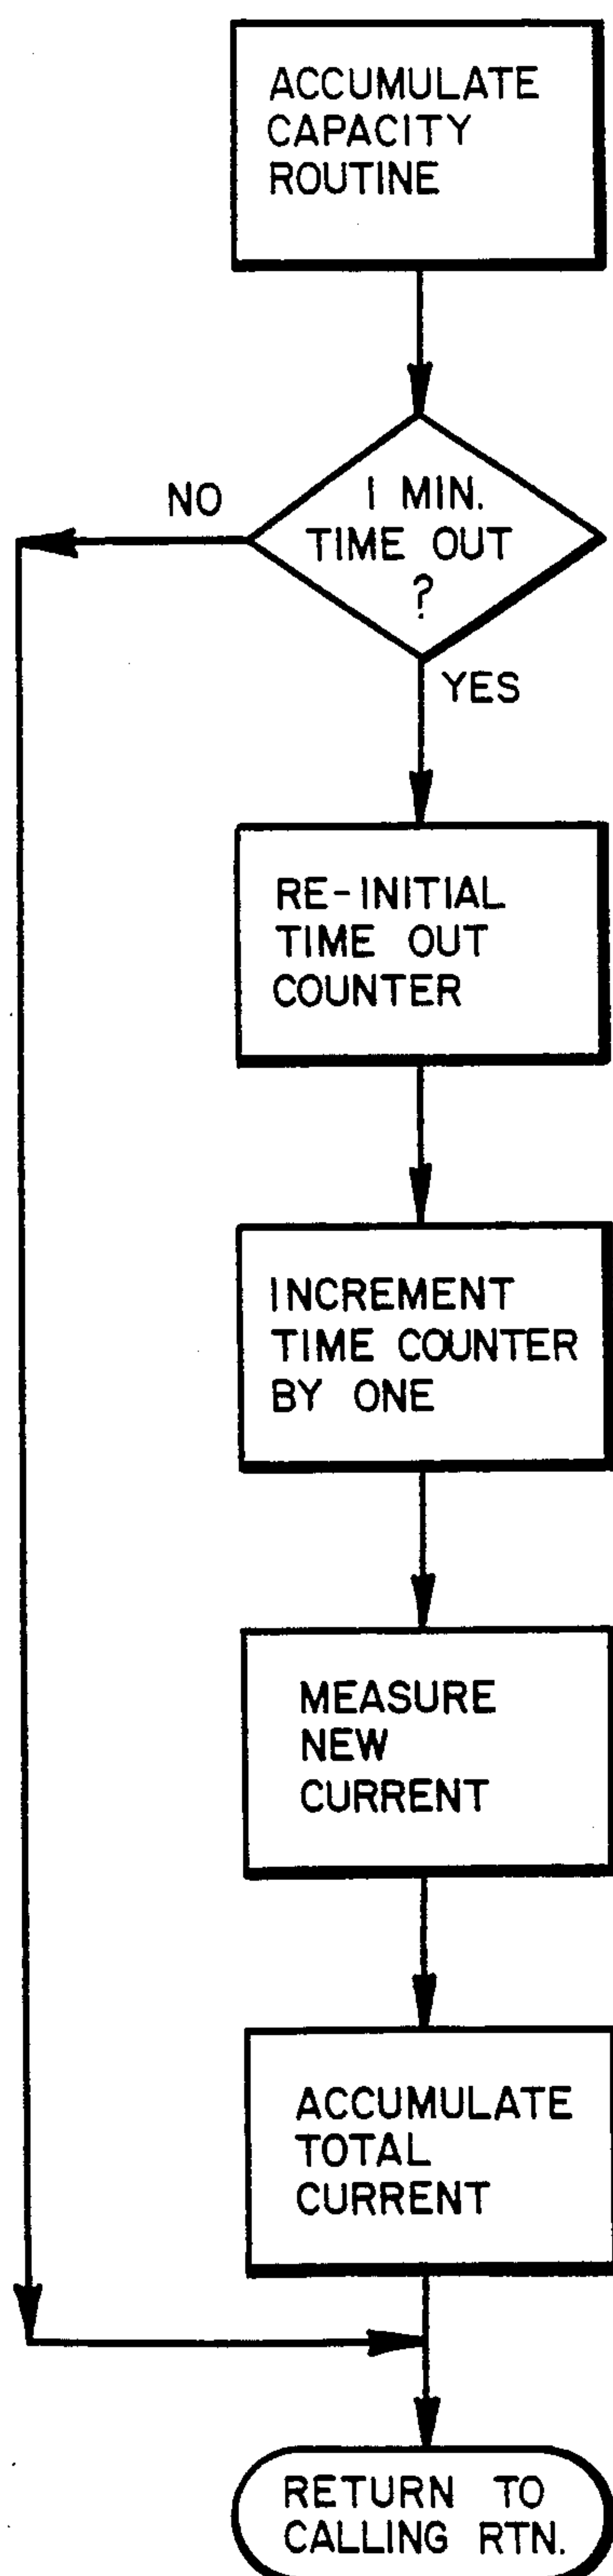 ACCUMULATE
CAPACITY
ROUTINE
1 MIN.
TIME OUT
?
NO
YES
RE-INITIAL
TIME OUT
COUNTER
INCREMENT
TIME COUNTER
BY ONE
MEASURE
NEW
CURRENT
ACCUMULATE
TOTAL
CURRENT
RETURN TO
CALLING RTN.